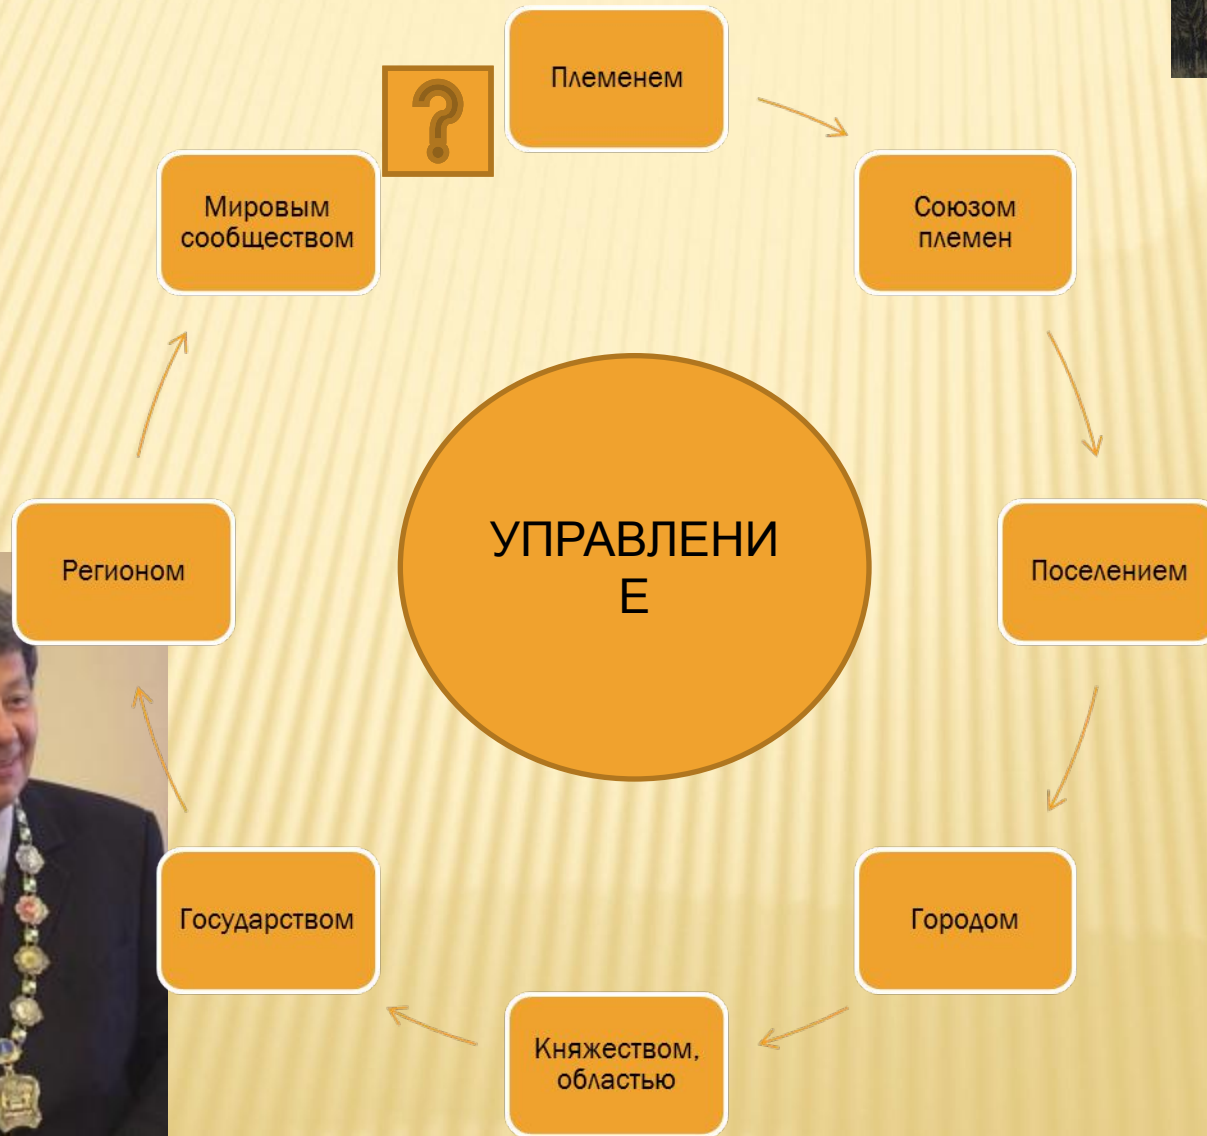 Племенем
?
Мировым
сообществом
Союзом
племен
УПРАВЛЕНИ
Е
Регионом
Поселением
Государством
Городом
Княжеством,
областью